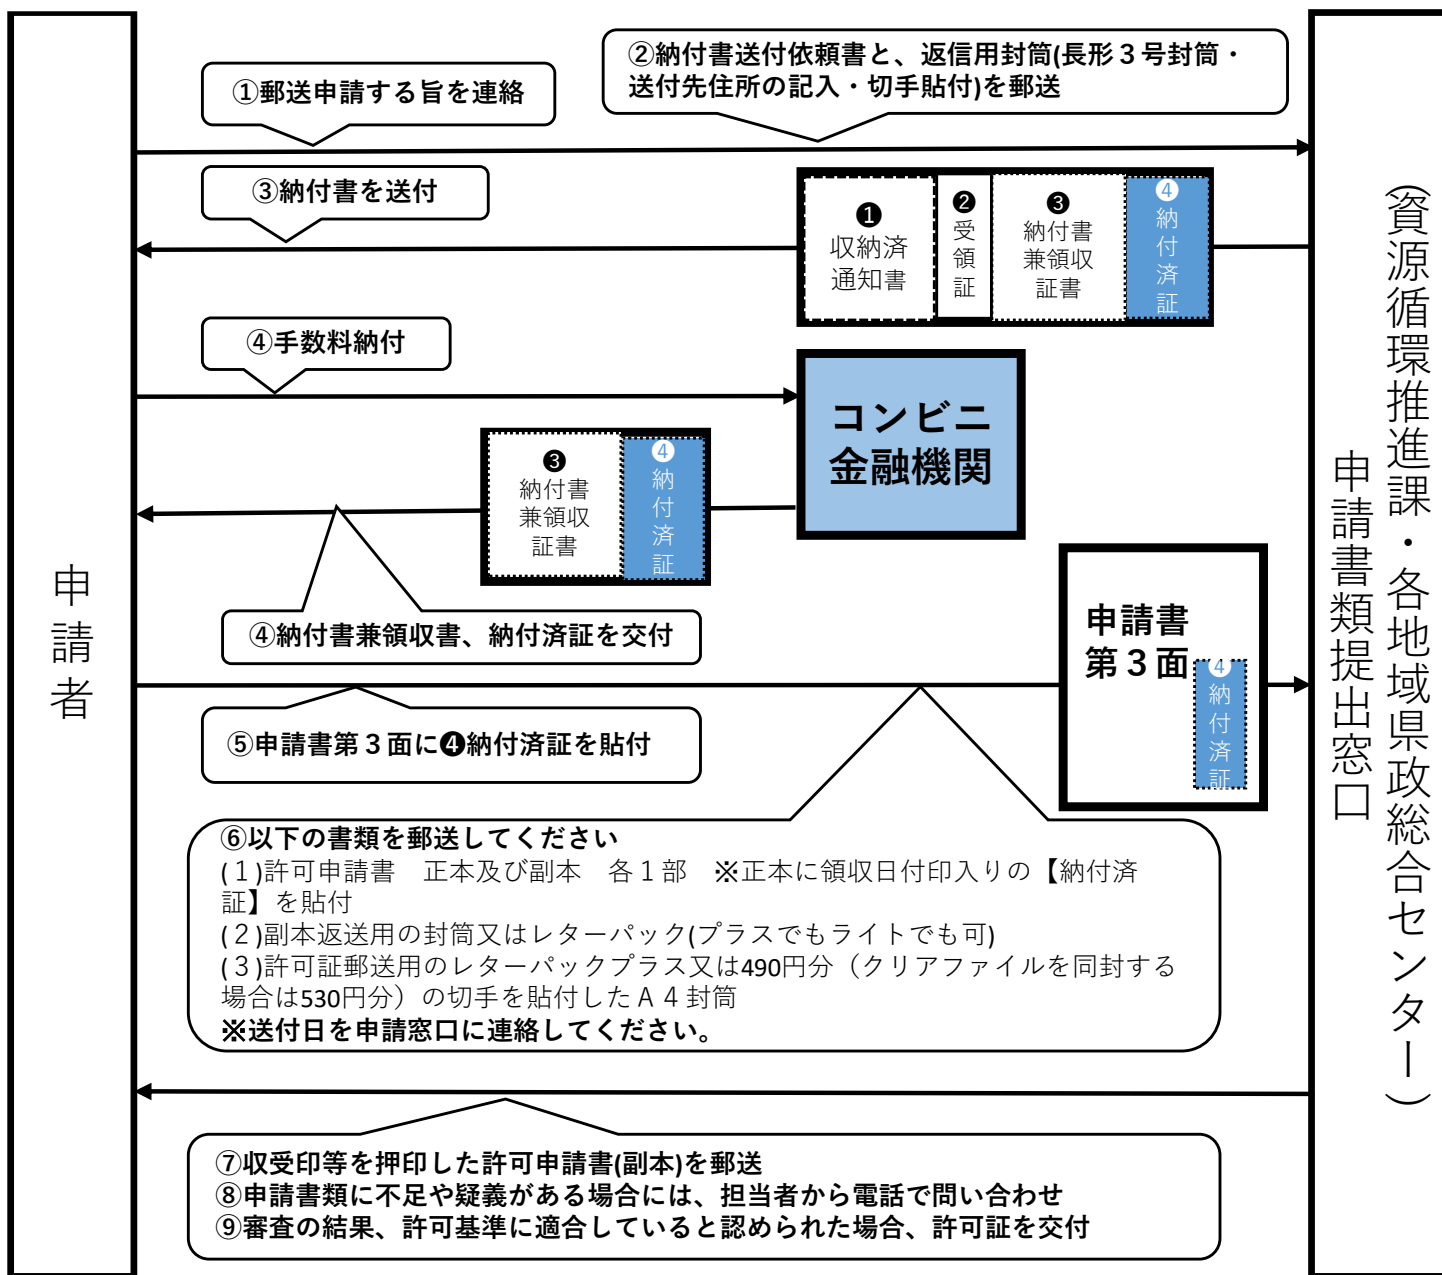 ①郵送申請する旨を連絡
②納付書送付依頼書と、返信用封筒(長形３号封筒・
送付先住所の記入・切手貼付)を郵送
③納付書を送付
❶
収納済
通知書
❷
受
領
証
❸
納付書
兼領収
証書
❹
納
付
済
証
④手数料納付
コンビニ
金融機関
❸
納付書
兼領収
証書
❹
納
付
済
証
④納付書兼領収書、納付済証を交付
申請書
第３面
❹
納
付
済
証
⑤申請書第３面に❹納付済証を貼付
⑥以下の書類を郵送してください
(１)許可申請書　正本及び副本　各１部　※正本に領収日付印入りの【納付済
証】を貼付
(２)副本返送用の封筒又はレターパック(プラスでもライトでも可)
(３)許可証郵送用のレターパックプラス又は490円分（クリアファイルを同封する
場合は530円分）の切手を貼付したＡ４封筒
※送付日を申請窓口に連絡してください。
⑦収受印等を押印した許可申請書(副本)を郵送
⑧申請書類に不足や疑義がある場合には、担当者から電話で問い合わせ
⑨審査の結果、許可基準に適合していると認められた場合、許可証を交付
申請者
（資源循環推進課・各地域県政総合センター）
申請書類提出窓口